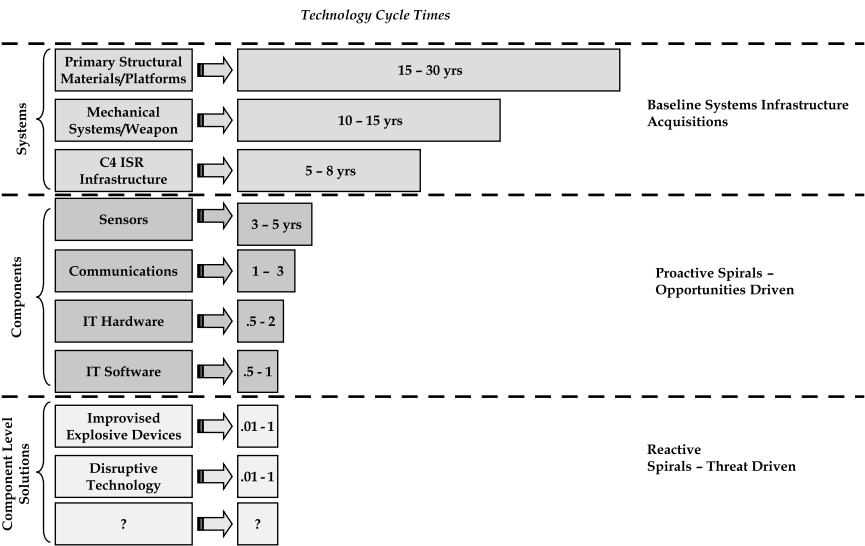 Technology Cycle Times
Systems
Primary Structural
Materials/Platforms
15 – 30 yrs
Mechanical
Systems/Weapon
10 – 15 yrs
C4 ISR
Infrastructure
5 – 8 yrs
Baseline Systems Infrastructure
Acquisitions
Components
Sensors
3 – 5 yrs
Communications
1 – 3
IT Hardware
.5 - 2
IT Software
.5 - 1
Proactive Spirals –
Opportunities Driven
Component Level
Solutions
Improvised
Explosive Devices
.01 - 1
Disruptive
Technology
.01 - 1
?
?
Reactive
Spirals – Threat Driven